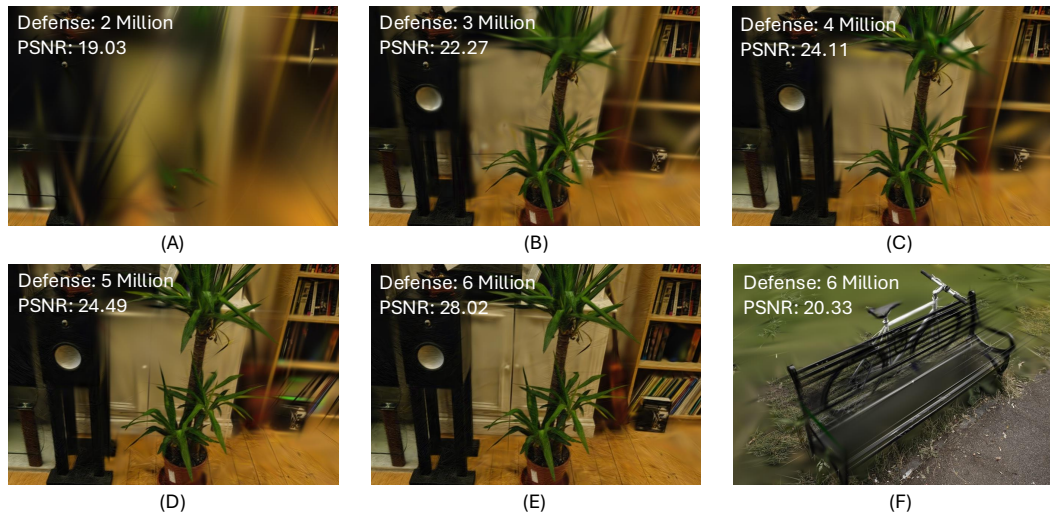 Defense: 2 Million
PSNR: 19.03
Defense: 3 Million
PSNR: 22.27
Defense: 4 Million
PSNR: 24.11
(A)
(B)
(C)
Defense: 5 Million
PSNR: 24.49
Defense: 6 Million
PSNR: 28.02
Defense: 6 Million
PSNR: 20.33
(D)
(E)
(F)